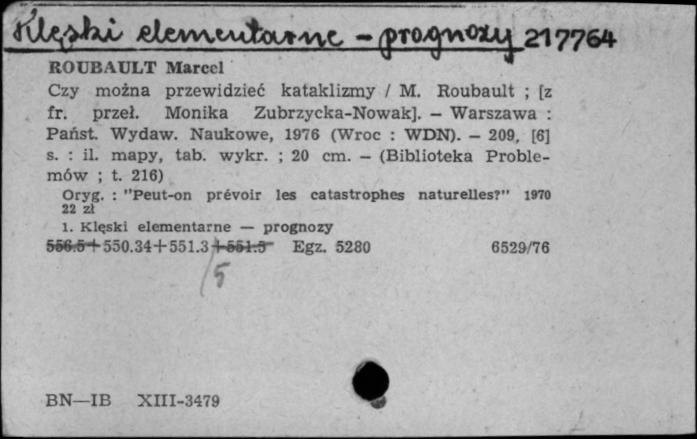 Klęski elementarne - prognozy 217764
ROUBAULT Marcel
Czy można przewidzieć kataklizmy / M. Roubault ; [z
fr. przeł. Monika Zubrzycka-Nowak]. — Warszawa :
Państ. Wydaw. Naukowe, 1976 (Wroc : WDN). — 209, [6]
s. : il. mapy, tab. wykr. ; 20 cm. — (Biblioteka Proble-
mów ; t. 216)
Oryg. : "Peut-on prévoir les catastrophes naturelles?" 1970
22 zł
1. Klęski elementarne — prognozy
556.5+550.34+551.3+551.5 Egz. 5280 6529/76
/5
BN—IB XIII-3479